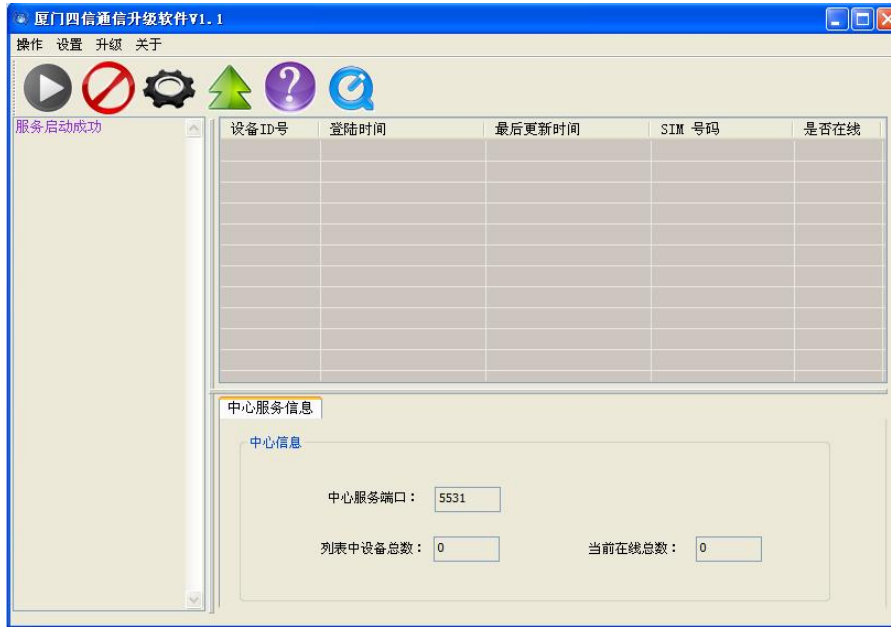 厦门四信通信升级软件V1.1
操作 设置 升级 关于
服务启动成功
设备ID号 登陆时间 最后更新时间 SIM 号码 是否在线
中心服务信息
中心信息
中心服务端口： 5531
列表中设备总数： 0 当前在线总数： 0